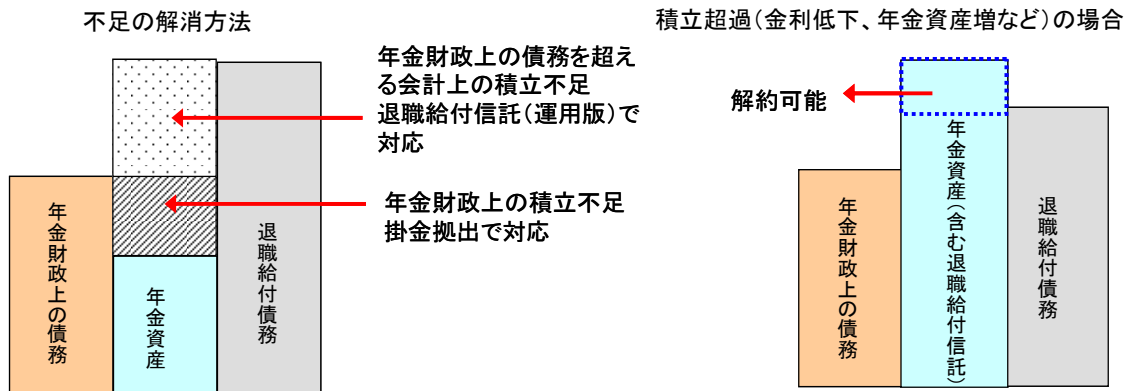 不足の解消方法
年金財政上の債務を超え
る会計上の積立不足
退職給付信託(運用版)で
対応
年金財政上の積立不足
掛金拠出で対応
年金財政上の債務
年金資産
退職給付債務
積立超過(金利低下、年金資産増など)の場合
解約可能
年金財政上の債務
年金資産(含む退職給付信託)
退職給付債務